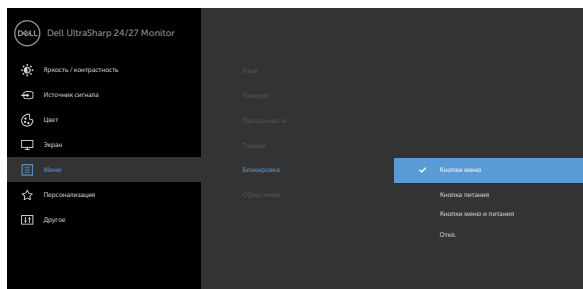 DELL Dell UltraSharp 24/27 Monitor
Яркость / контрастность
Язык
Источник сигнала
Поворот
Цвет
Прозрачность
Экран
Таймер
Меню
Блокировка
Кнопки меню
Персонализация
Сброс меню
Кнопка питания
Кнопки меню и питания
Другое
Откл.